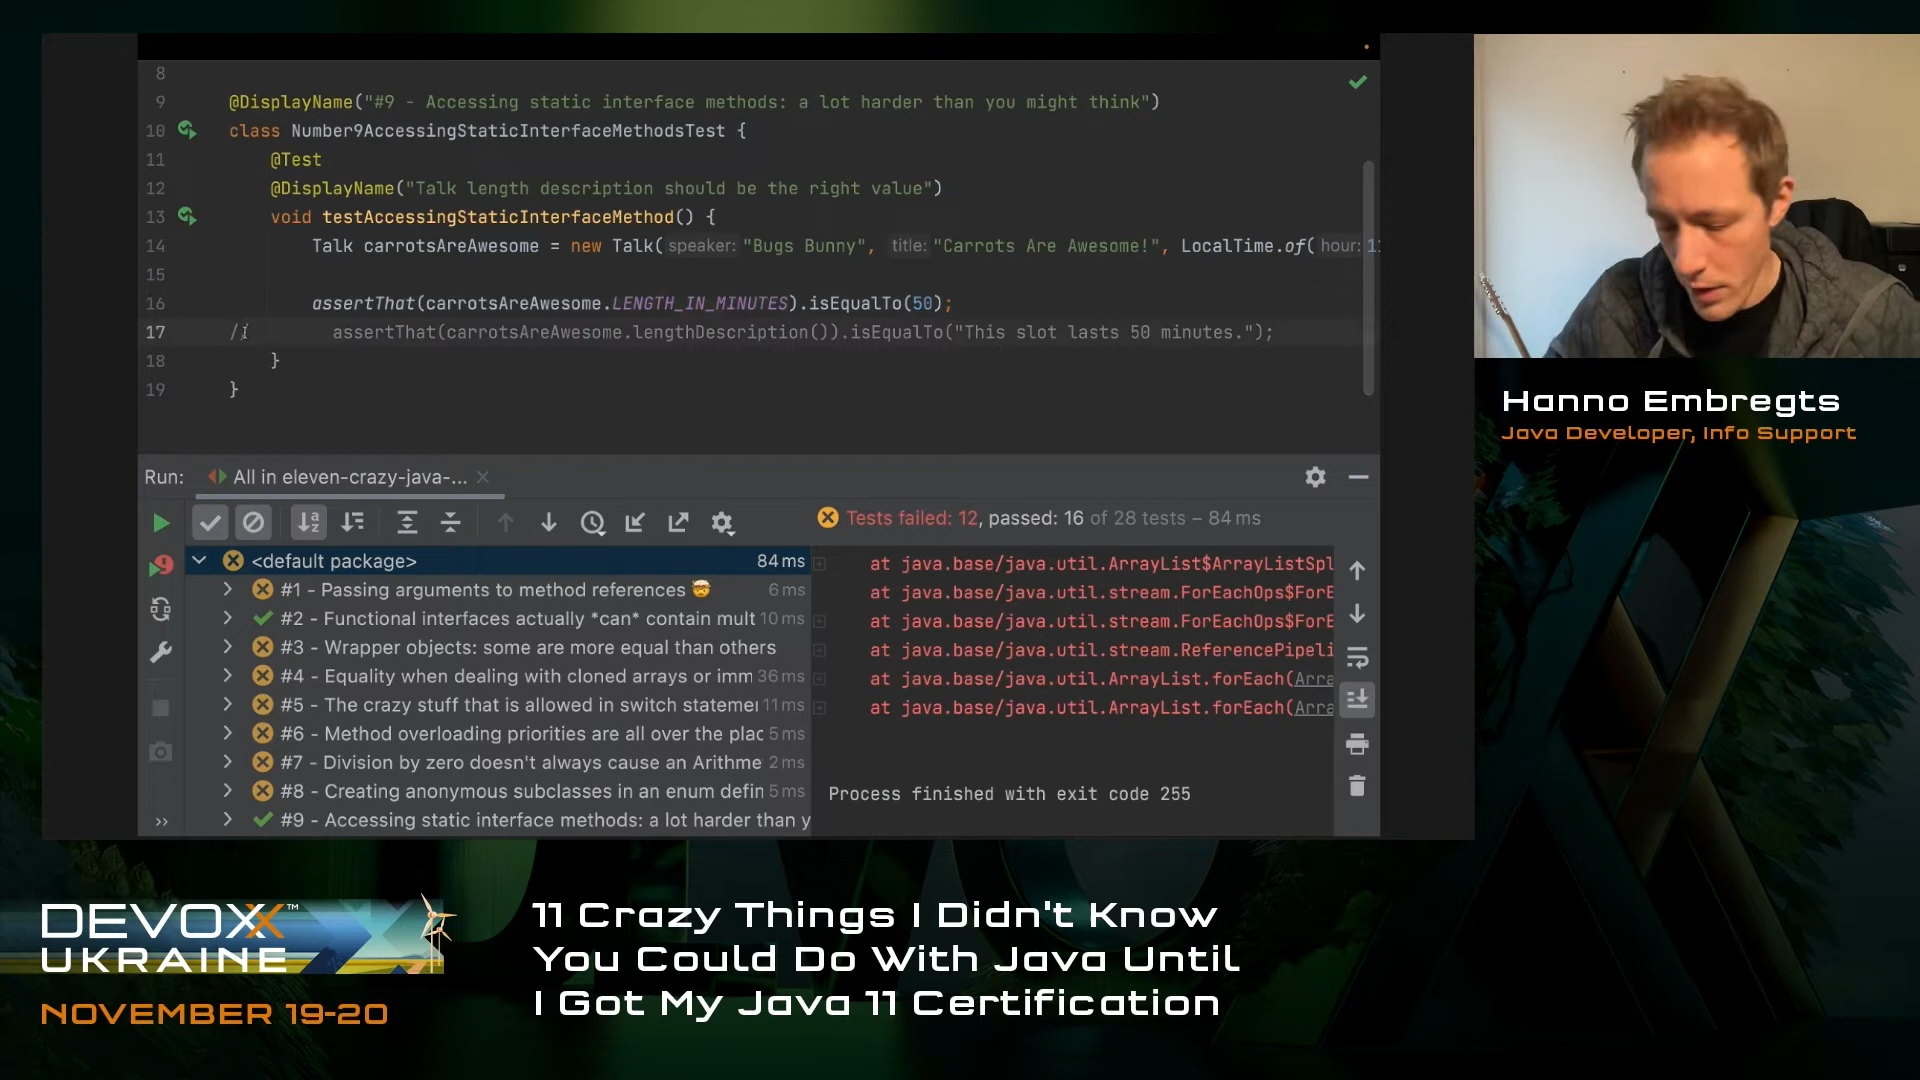 8
9 @DisplayName("#9 - Accessing static interface methods: a lot harder than you might think")
10 class Number9AccessingStaticInterfaceMethodsTest {
11 @Test
12 @DisplayName("Talk length description should be the right value")
13 void testAccessingStaticInterfaceMethod() {
14 Talk carrotsAreAwesome = new Talk( speaker: "Bugs Bunny", title: "Carrots Are Awesome!", LocalTime.of( hour: 1
15
16 assertThat(carrotsAreAwesome.LENGTH_IN_MINUTES).isEqualTo(50);
17 // assertThat(carrotsAreAwesome.lengthDescription()).isEqualTo("This slot lasts 50 minutes.");
18 }
19 }
Run: All in eleven-crazy-java-...
Tests failed: 12, passed: 16 of 28 tests – 84 ms
<default package> 84 ms
#1 - Passing arguments to method references 🤯 6 ms
#2 - Functional interfaces actually *can* contain mult 10 ms
#3 - Wrapper objects: some are more equal than others
#4 - Equality when dealing with cloned arrays or imm 36 ms
#5 - The crazy stuff that is allowed in switch stateme 11 ms
#6 - Method overloading priorities are all over the plac 5 ms
#7 - Division by zero doesn't always cause an Arithme 2 ms
#8 - Creating anonymous subclasses in an enum defin 5 ms
#9 - Accessing static interface methods: a lot harder than y
at java.base/java.util.ArrayList$ArrayListSpl
at java.base/java.util.stream.ForEachOps$ForE
at java.base/java.util.stream.ForEachOps$ForE
at java.base/java.util.stream.ReferencePipeli
at java.base/java.util.ArrayList.forEach(Arra
at java.base/java.util.ArrayList.forEach(Arra
Process finished with exit code 255
Hanno Embregts
Java Developer, Info Support
DEVOXX™
UKRAINE
NOVEMBER 19-20
11 Crazy Things I Didn't Know
You Could Do With Java Until
I Got My Java 11 Certification